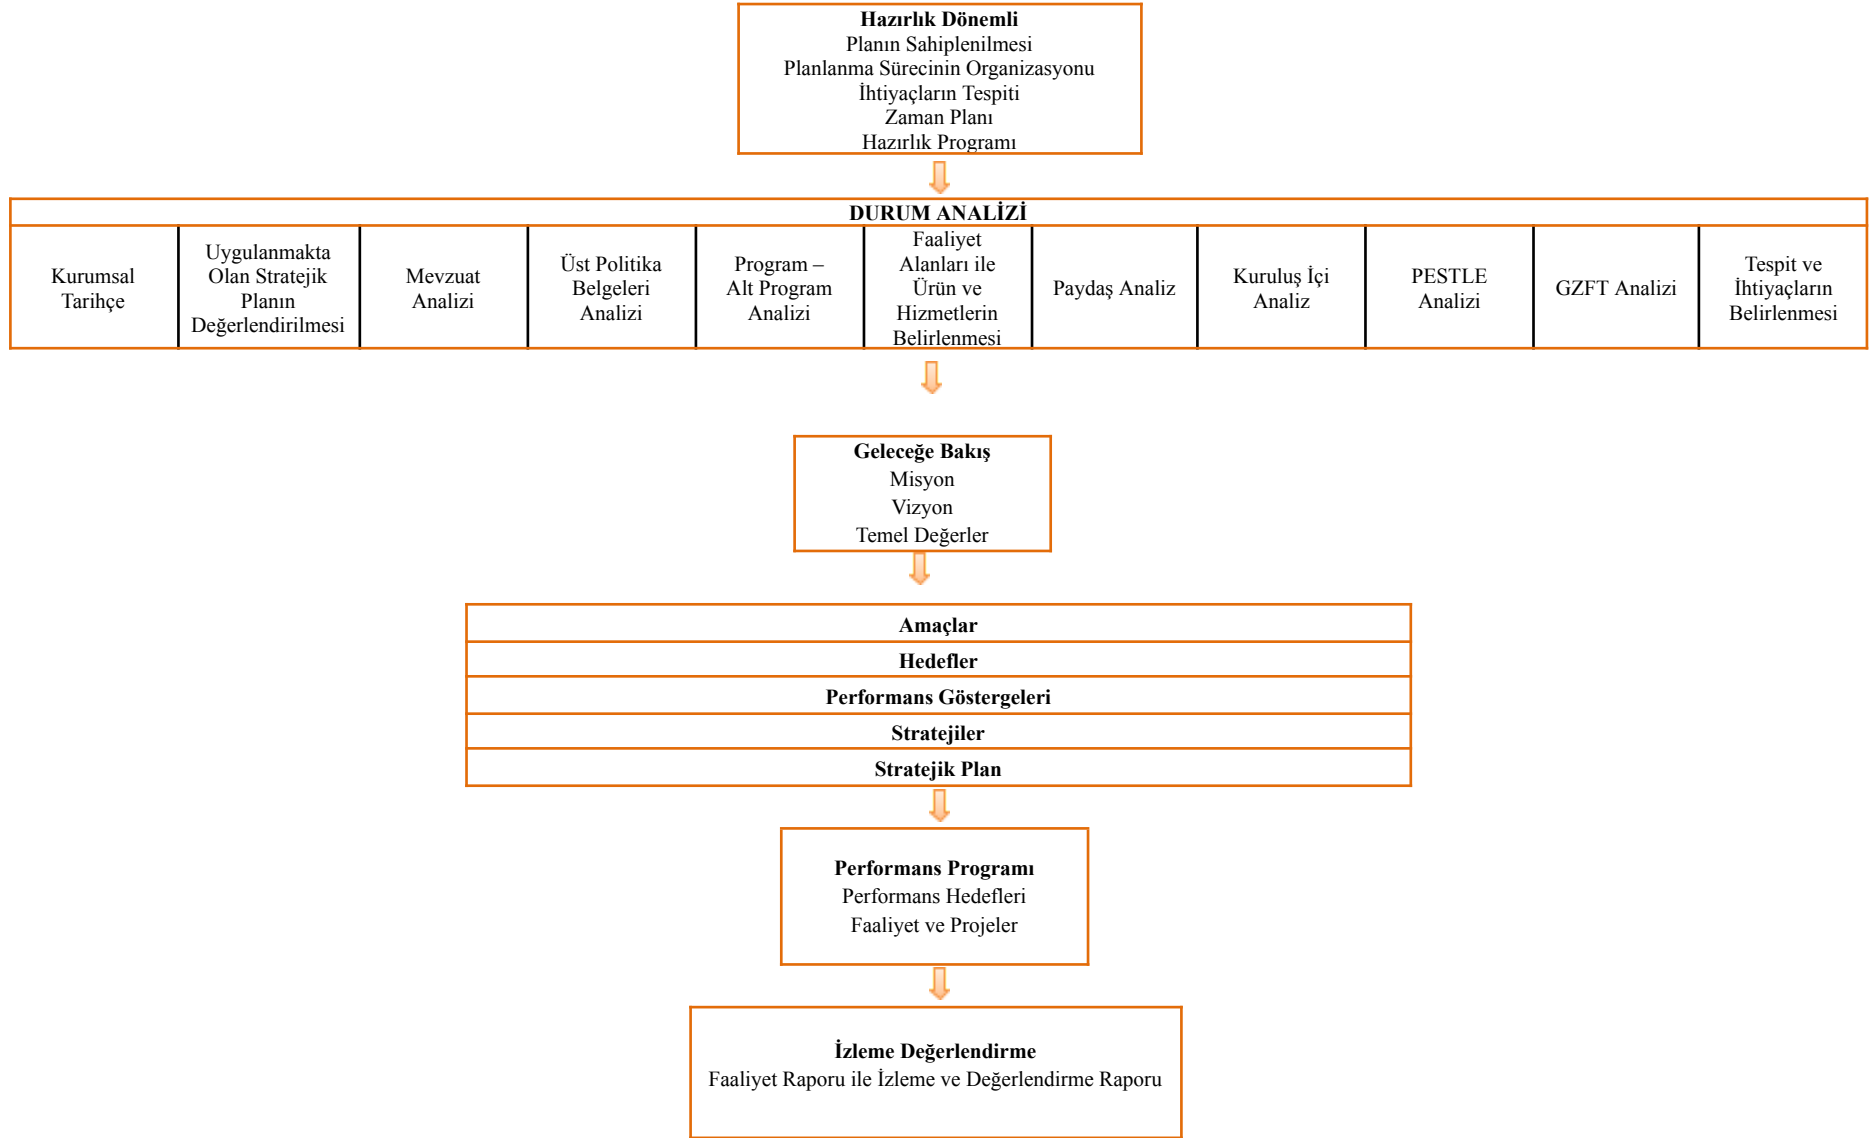 Hazırlık Dönemli
Planın Sahiplenilmesi
Planlanma Sürecinin Organizasyonu
İhtiyaçların Tespiti
Zaman Planı
Hazırlık Programı
DURUM ANALİZİ
Kurumsal
Tarihçe
Uygulanmakta
Olan Stratejik
Planın
Değerlendirilmesi
Mevzuat
Analizi
Üst Politika
Belgeleri
Analizi
Program –
Alt Program
Analizi
Faaliyet
Alanları ile
Ürün ve
Hizmetlerin
Belirlenmesi
Paydaş Analiz
Kuruluş İçi
Analiz
PESTLE
Analizi
GZFT Analizi
Tespit ve
İhtiyaçların
Belirlenmesi
Geleceğe Bakış
Misyon
Vizyon
Temel Değerler
Amaçlar
Hedefler
Performans Göstergeleri
Stratejiler
Stratejik Plan
Performans Programı
Performans Hedefleri
Faaliyet ve Projeler
İzleme Değerlendirme
Faaliyet Raporu ile İzleme ve Değerlendirme Raporu